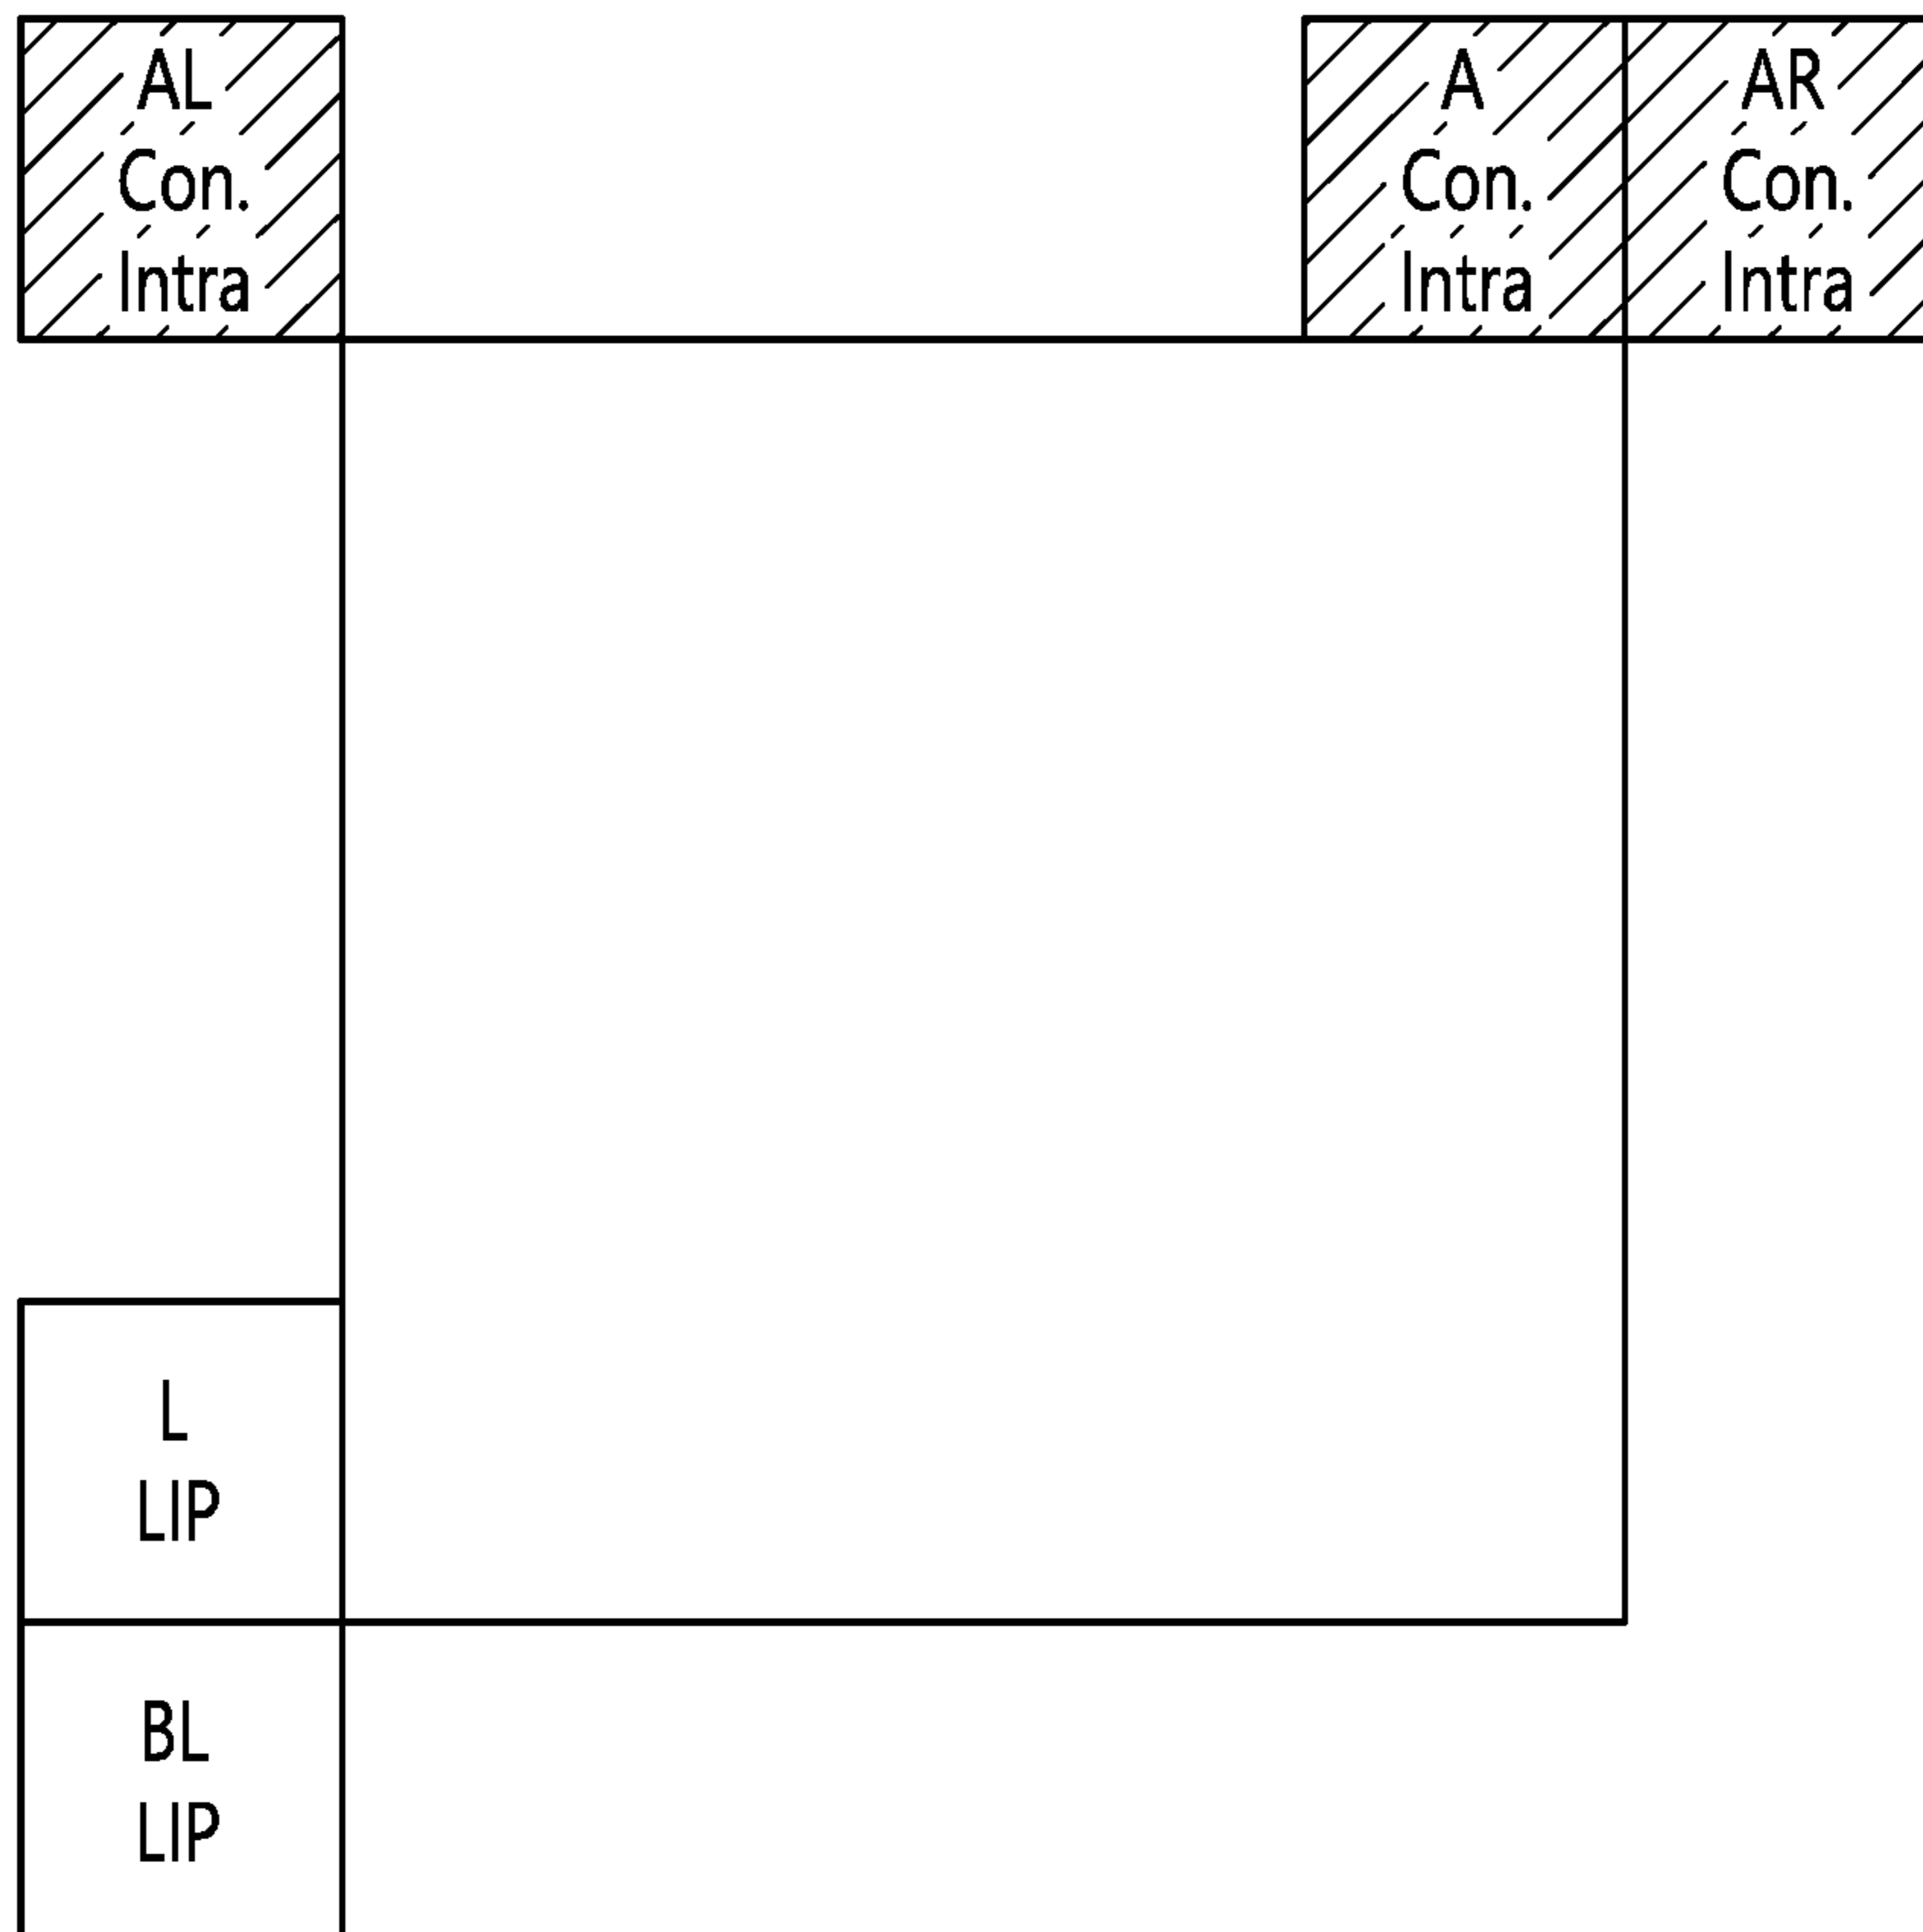 AL
Con.
Intra
A
Con.
Intra
AR
Con.
Intra
L
LIP
BL
LIP